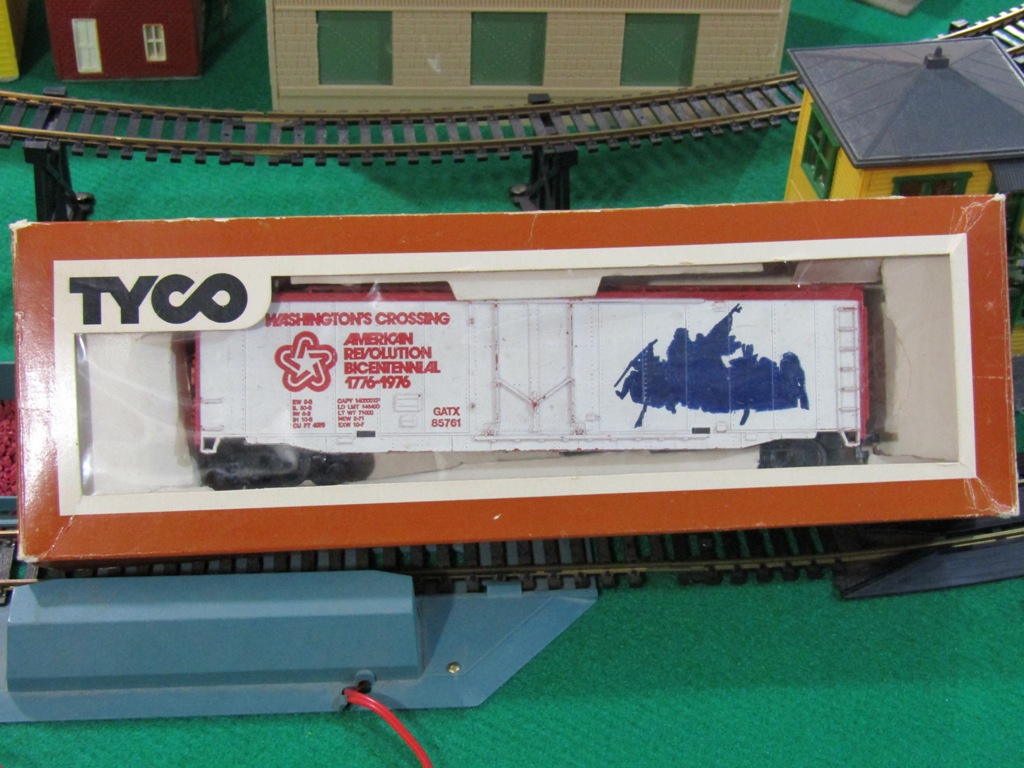 TYCO
WASHINGTON'S CROSSING
AMERICAN
REVOLUTION
BICENTENNIAL
1776-1976
GATX
85761